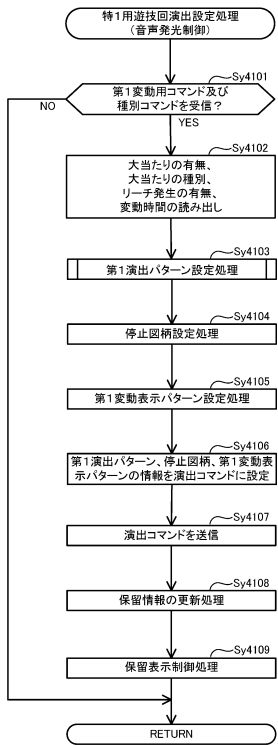 特1用遊技回演出設定処理
(音声発光制御)
Sy4101
第1変動用コマンド及び
種別コマンドを受信?
NO
YES
Sy4102
大当たりの有無、
大当たりの種別、
リーチ発生の有無、
変動時間の読み出し
Sy4103
第1演出パターン設定処理
Sy4104
停止図柄設定処理
Sy4105
第1変動表示パターン設定処理
Sy4106
第1演出パターン、停止図柄、第1変動表
示パターンの情報を演出コマンドに設定
Sy4107
演出コマンドを送信
Sy4108
保留情報の更新処理
Sy4109
保留表示制御処理
RETURN